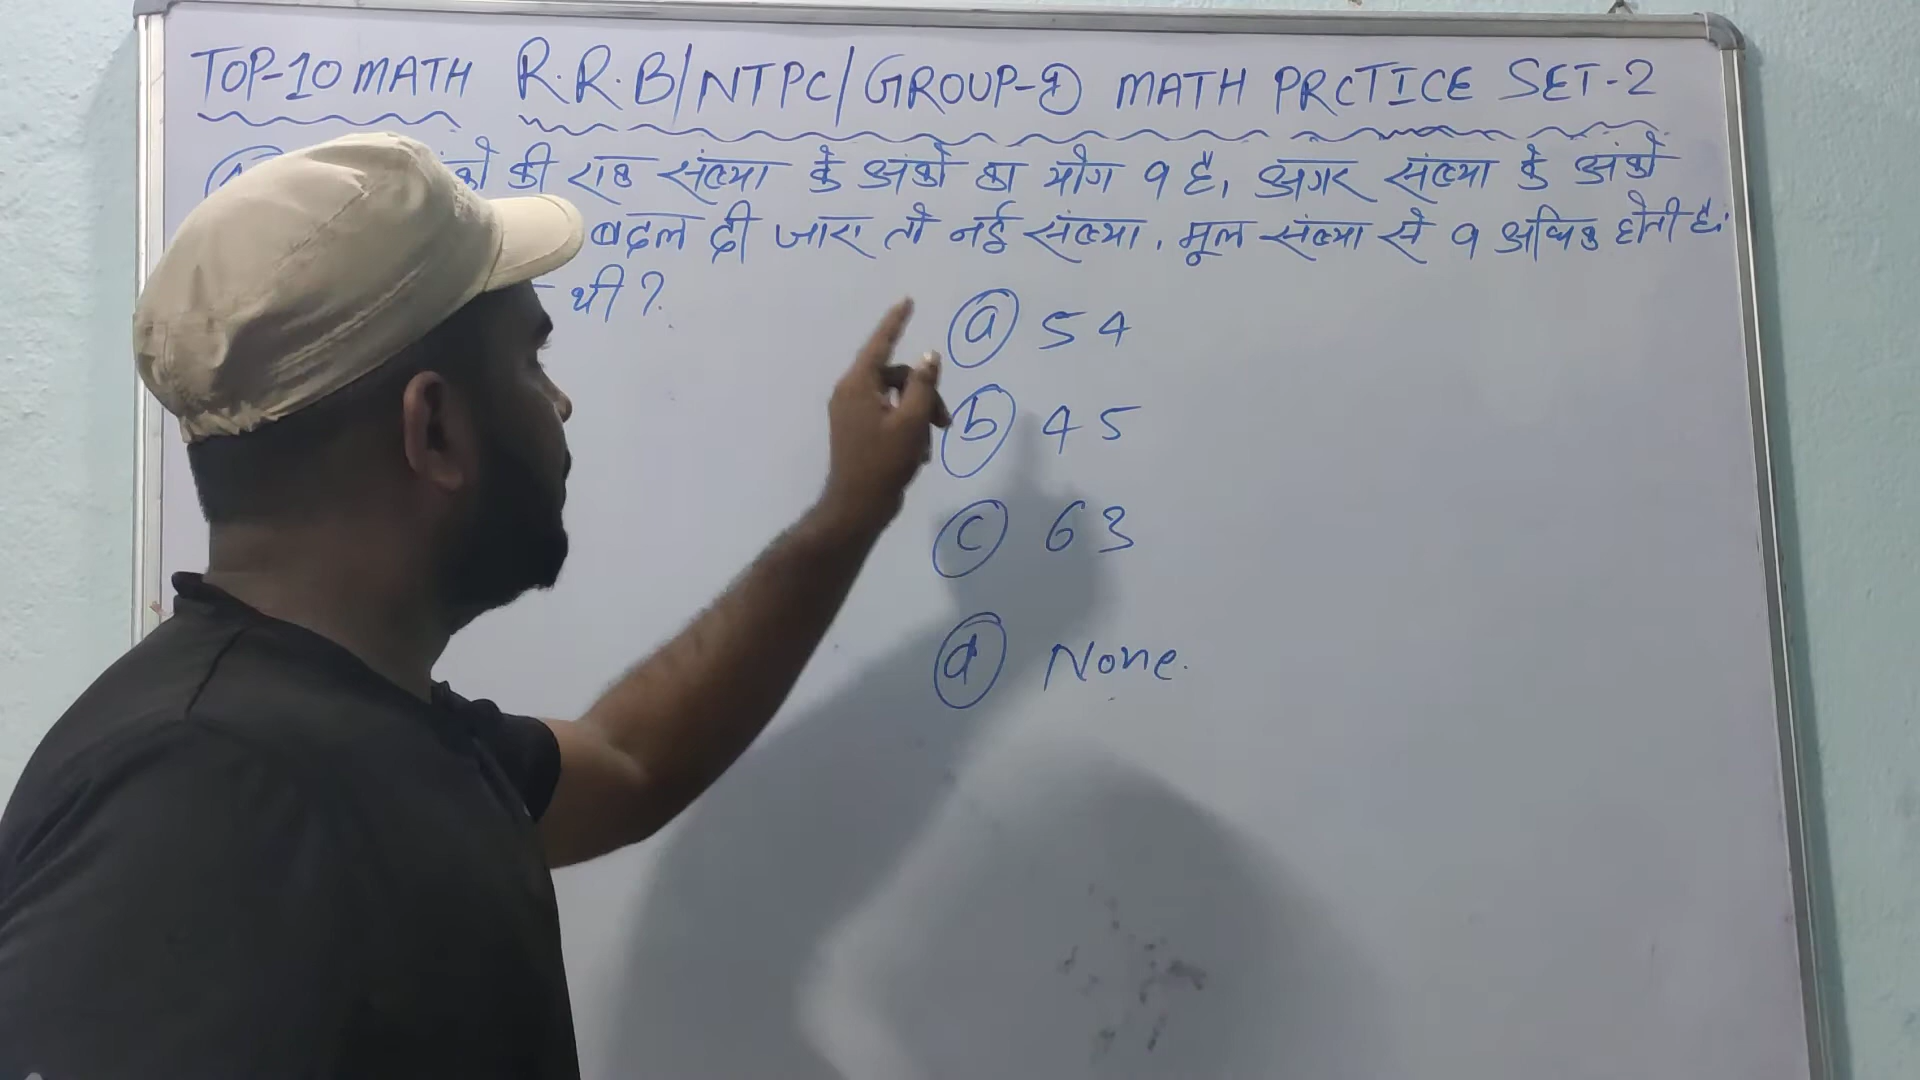 TOP-10 MATH R.R.B/NTPC/GROUP-D MATH PRCTICE SET-2
की एक संख्या के अंको का योग 9 है, अगर संख्या के अंको
बदल दी जाए तो नई संख्या, मूल संख्या से 9 अधिक होती है।
थी?
(a) 54
(b) 45
(c) 63
(d) None.